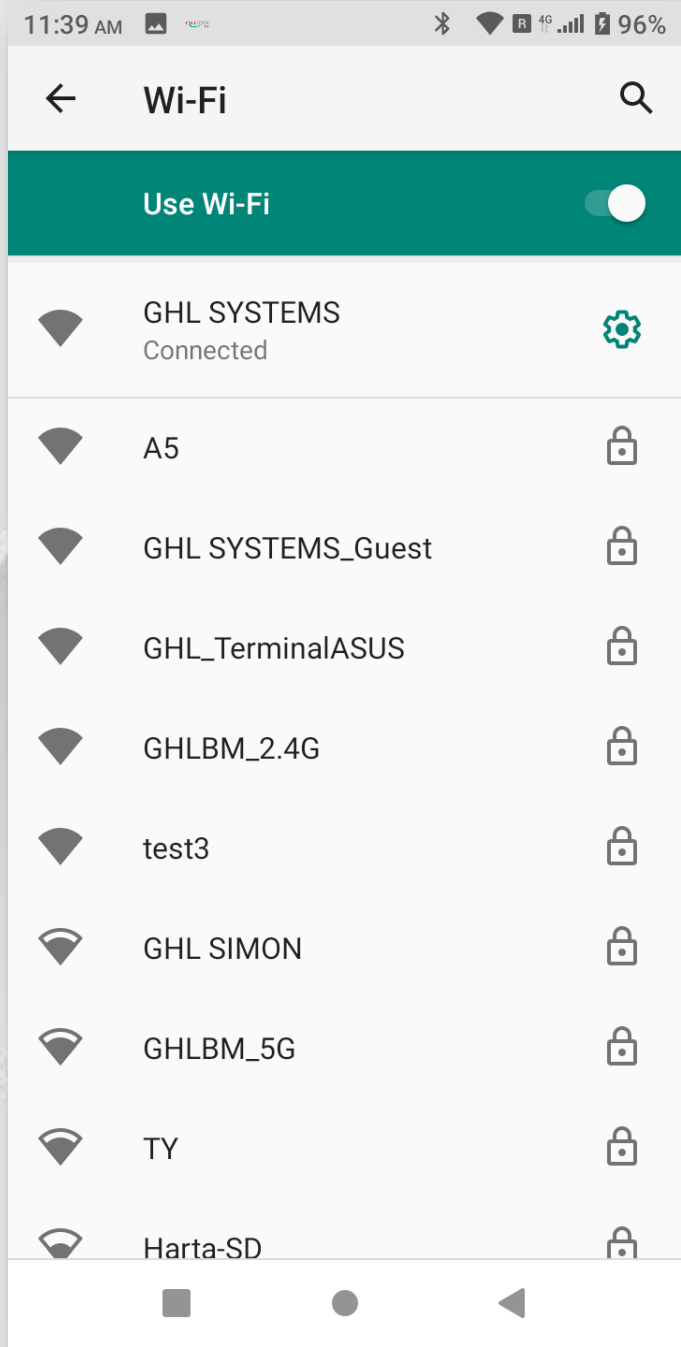 11:39 AM R 4G 96%
Wi-Fi
Use Wi-Fi
GHL SYSTEMS
Connected
A5
GHL SYSTEMS_Guest
GHL_TerminalASUS
GHLBM_2.4G
test3
GHL SIMON
GHLBM_5G
TY
Harta-SD